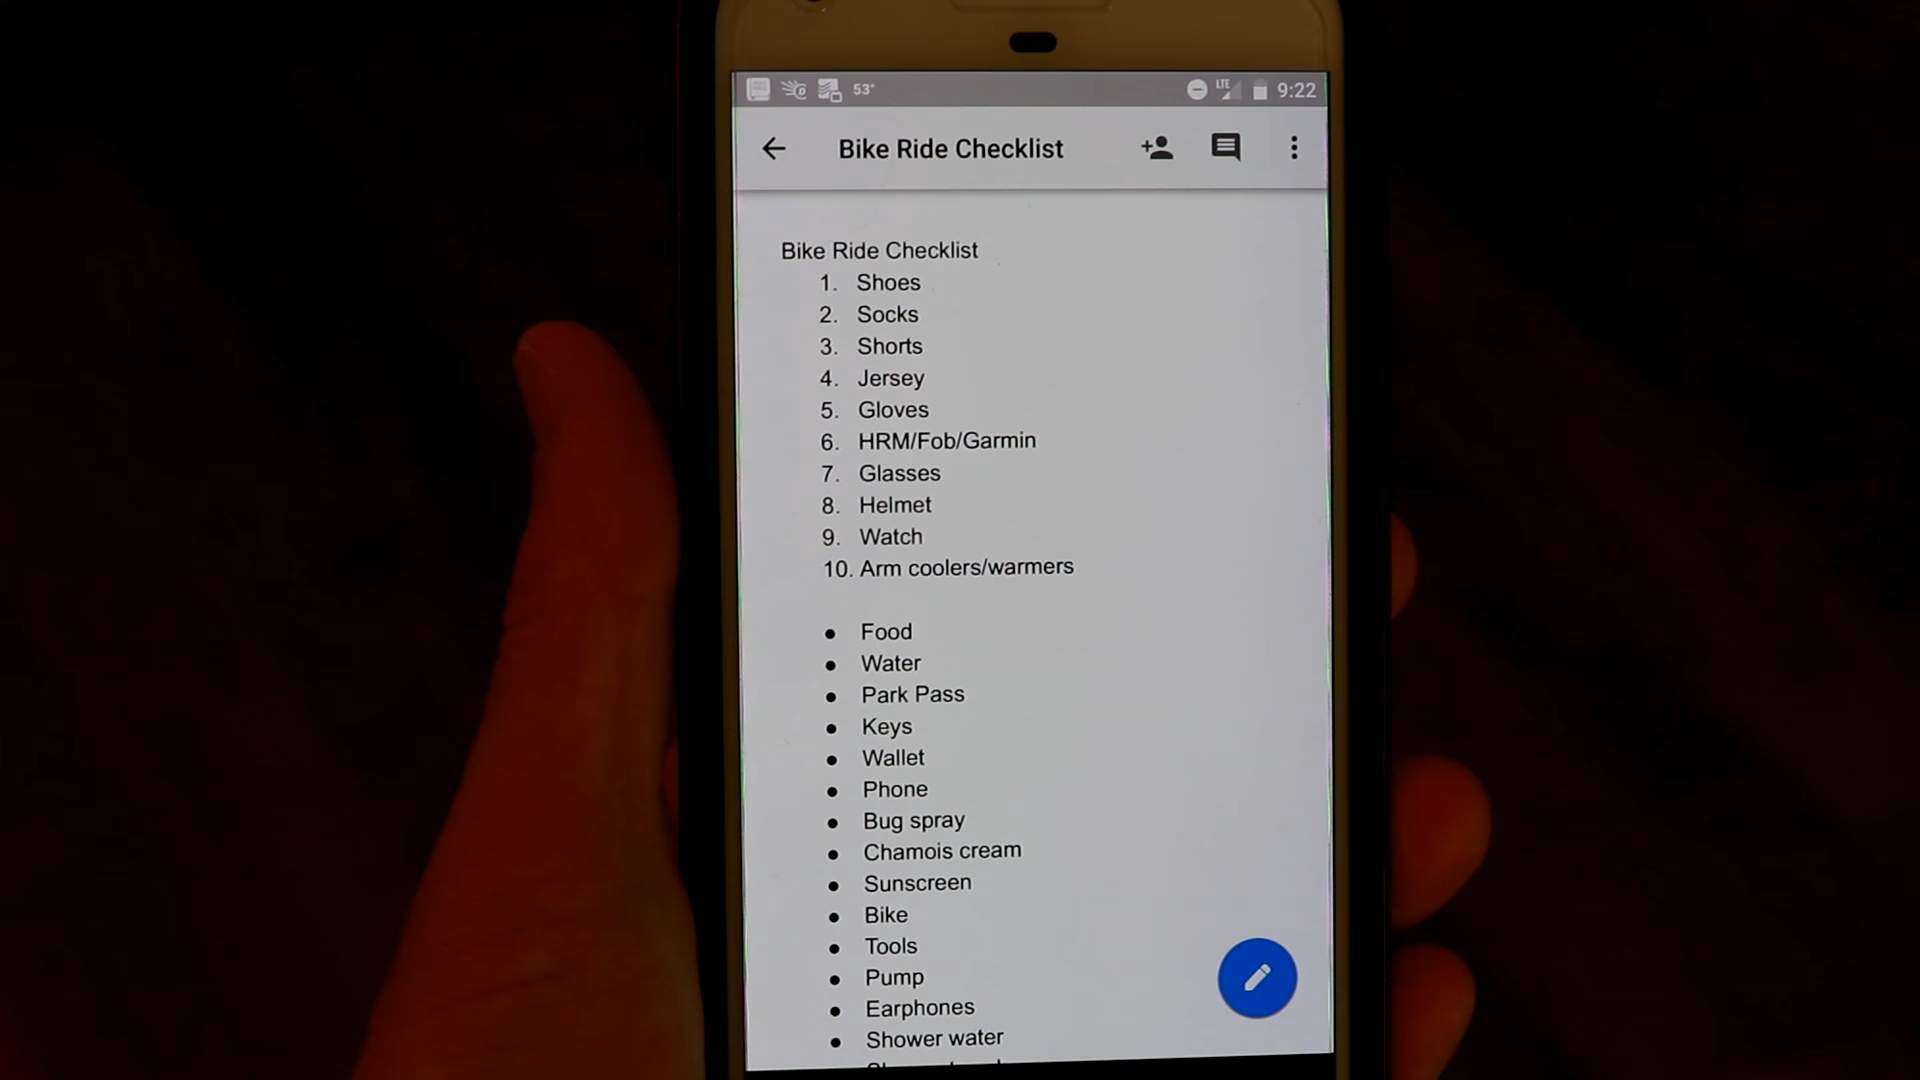 53°
LTE
9:22
Bike Ride Checklist
Bike Ride Checklist
1. Shoes
2. Socks
3. Shorts
4. Jersey
5. Gloves
6. HRM/Fob/Garmin
7. Glasses
8. Helmet
9. Watch
10. Arm coolers/warmers
● Food
● Water
● Park Pass
● Keys
● Wallet
● Phone
● Bug spray
● Chamois cream
● Sunscreen
● Bike
● Tools
● Pump
● Earphones
● Shower water